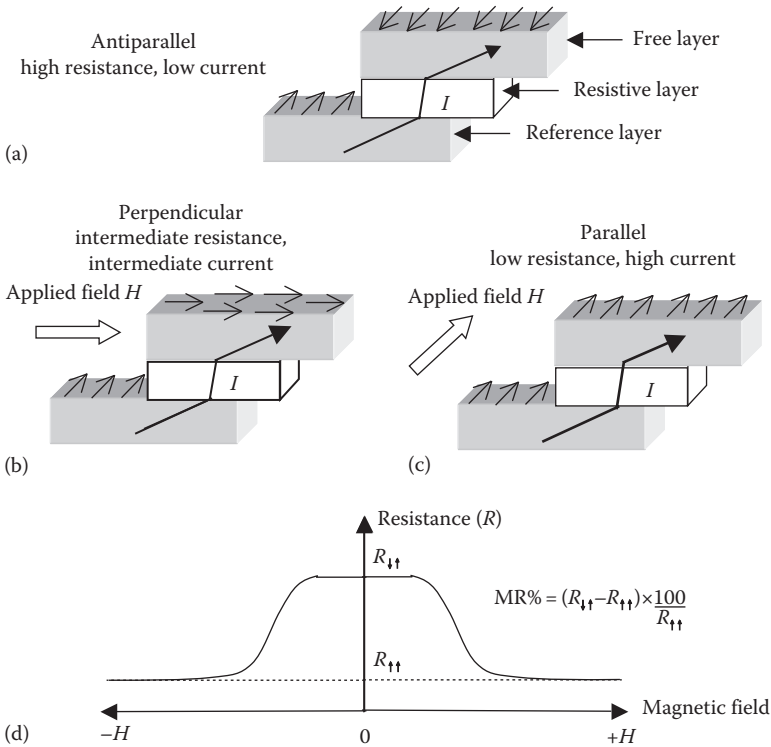 Antiparallel
high resistance, low current
Free layer
Resistive layer
Reference layer
I
(a)
Perpendicular
intermediate resistance,
intermediate current
Applied field H
I
(b)
Parallel
low resistance, high current
Applied field H
I
(c)
Resistance (R)
R↓↑
MR% = (R↓↑–R↑↑)×100/R↑↑
R↑↑
Magnetic field
–H
0
+H
(d)